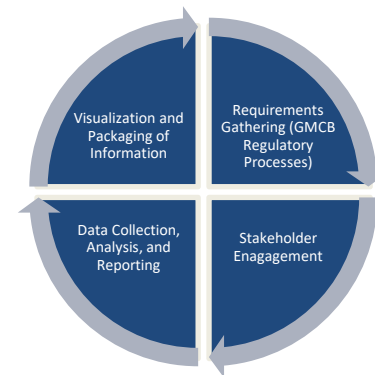 Visualization and
Packaging of
Information
Requirements
Gathering (GMCB
Regulatory
Processes)
Data Collection,
Analysis, and
Reporting
Stakeholder
Enagagement